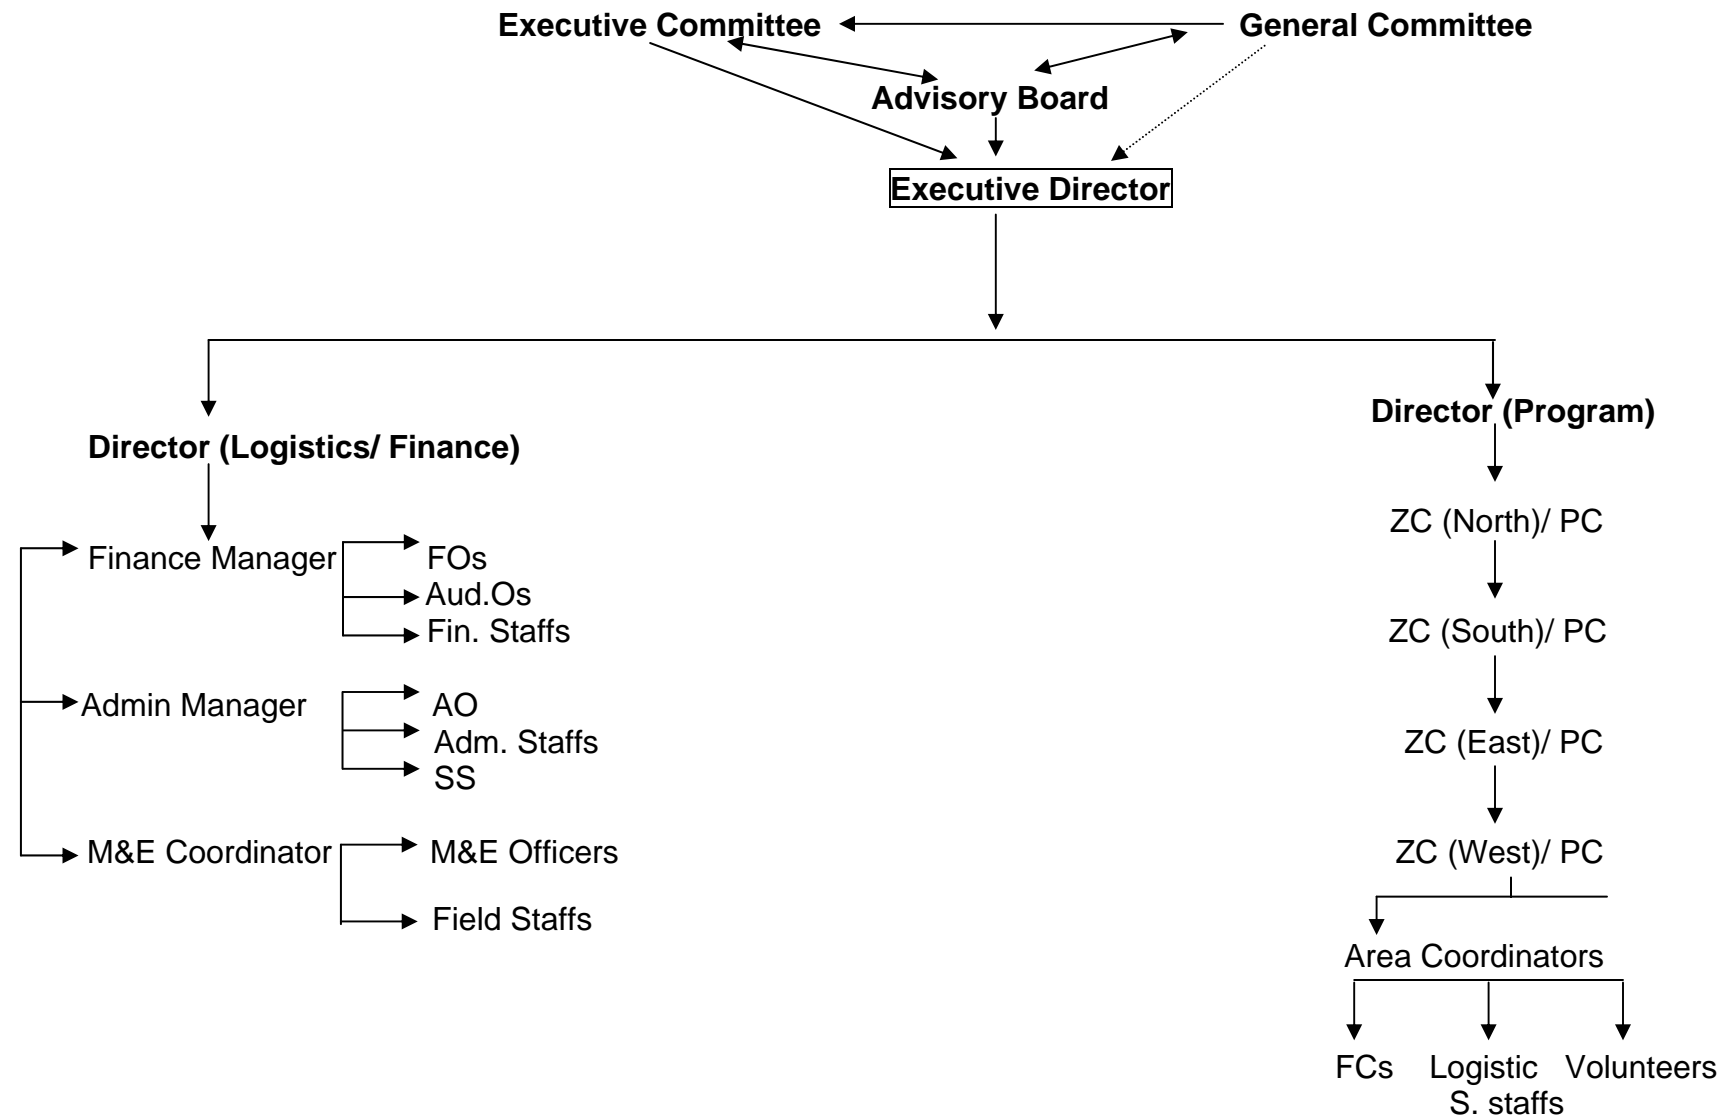 Executive Committee
General Committee
Advisory Board
Executive Director
Director (Logistics/ Finance)
Director (Program)
Finance Manager
FOs
Aud.Os
Fin. Staffs
Admin Manager
AO
Adm. Staffs
SS
M&E Coordinator
M&E Officers
Field Staffs
ZC (North)/ PC
ZC (South)/ PC
ZC (East)/ PC
ZC (West)/ PC
Area Coordinators
FCs
Logistic
S. staffs
Volunteers